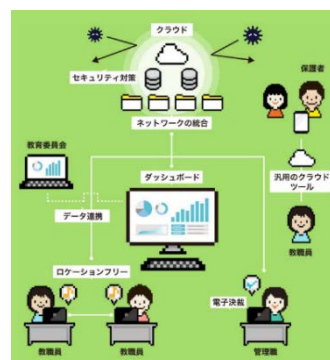 クラウド
セキュリティ対策
保護者
ネットワークの統合
教育委員会
ダッシュボード
汎用のクラウド
ツール
データ連携
教職員
ロケーションフリー
電子決裁
教職員
教職員
管理職